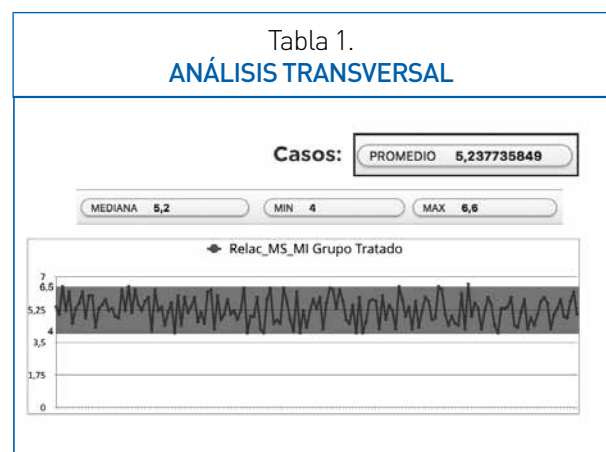 Tabla 1.
ANÁLISIS TRANSVERSAL
Casos: PROMEDIO 5,237735849
MEDIANA 5,2 MIN 4 MAX 6,6
Relac_MS_MI Grupo Tratado
7
6,5
5,25
4
3,5
1,75
0